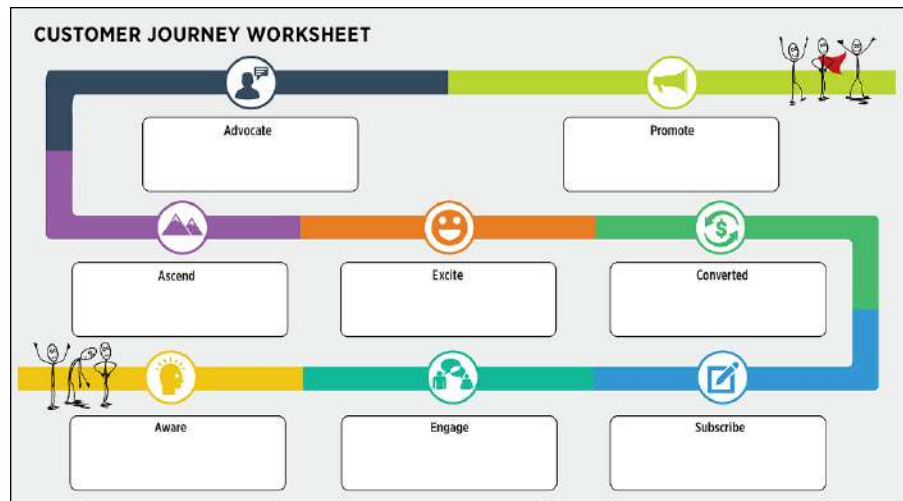 CUSTOMER JOURNEY WORKSHEET
Advocate
Promote
Ascend
Excite
$
Converted
Aware
Engage
Subscribe